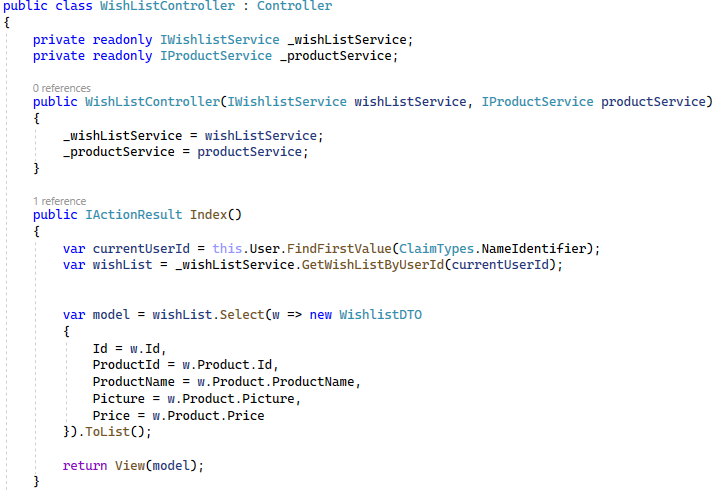 public class WishListController : Controller
{
    private readonly IWishlistService _wishListService;
    private readonly IProductService _productService;
    0 references
    public WishListController(IWishlistService wishListService, IProductService productService)
    {
        _wishListService = wishListService;
        _productService = productService;
    }
    1 reference
    public IActionResult Index()
    {
        var currentUserId = this.User.FindFirstValue(ClaimTypes.NameIdentifier);
        var wishList = _wishListService.GetWishListByUserId(currentUserId);
        var model = wishList.Select(w => new WishlistDTO
        {
            Id = w.Id,
            ProductId = w.Product.Id,
            ProductName = w.Product.ProductName,
            Picture = w.Product.Picture,
            Price = w.Product.Price
        }).ToList();
        return View(model);
    }